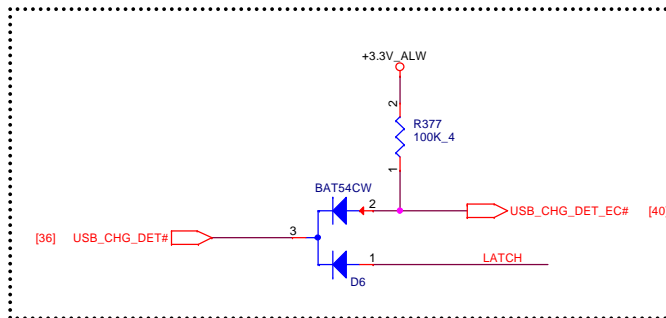 +3.3V_ALW
2
R377
100K_4
1
BAT54CW
2
USB_CHG_DET_EC# [40]
3
[36] USB_CHG_DET#
1
LATCH
D6